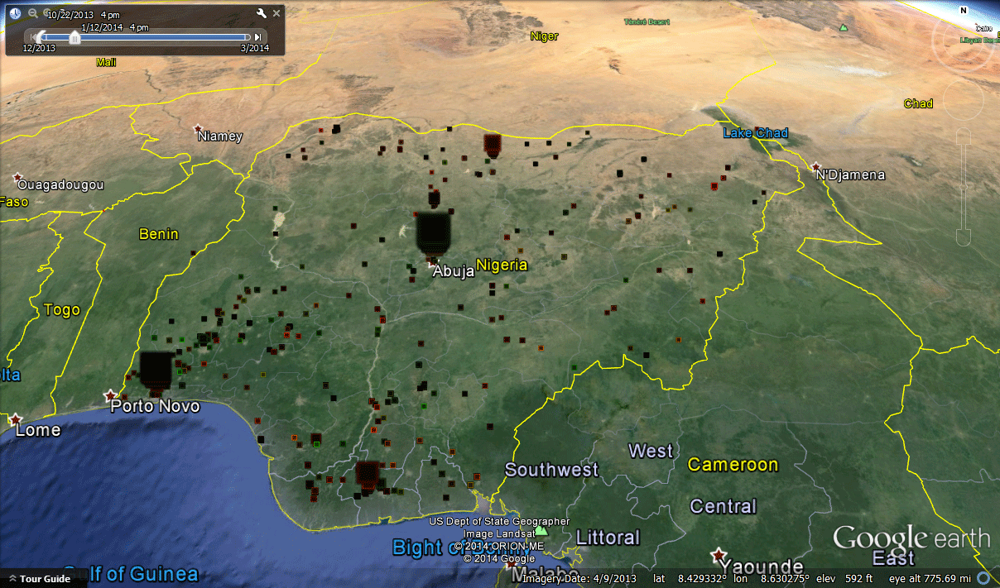 10/22/2013 4 pm
1/12/2014 4 pm
12/2013
3/2014
N
Cairo
Ténéré Desert
Niger
Mali
Chad
Lake Chad
Niamey
N'Djamena
Ouagadougou
Faso
Benin
Abuja
Nigeria
Togo
lta
Porto Novo
Lome
West
Southwest
Cameroon
Central
US Dept of State Geographer
Image Landsat
© 2014 ORION-ME
© 2014 Google
Littoral
Google earth
Bight of Bonny
East
Yaounde
Malabo
Gulf of Guinea
Tour Guide
Imagery Date: 4/9/2013 lat 8.429332° lon 8.630275° elev 592 ft eye alt 775.69 mi